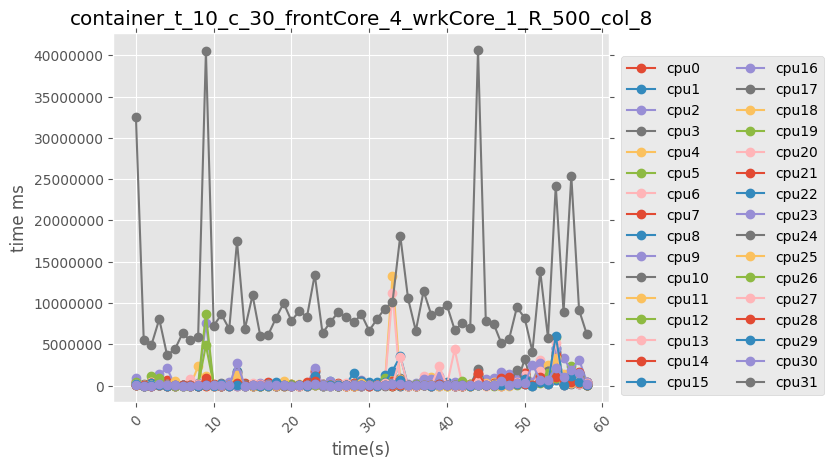 container_t_10_c_30_frontCore_4_wrkCore_1_R_500_col_8
40000000
35000000
30000000
25000000
20000000
15000000
10000000
5000000
0
time ms
0
10
20
30
40
50
60
time(s)
cpu0
cpu1
cpu2
cpu3
cpu4
cpu5
cpu6
cpu7
cpu8
cpu9
cpu10
cpu11
cpu12
cpu13
cpu14
cpu15
cpu16
cpu17
cpu18
cpu19
cpu20
cpu21
cpu22
cpu23
cpu24
cpu25
cpu26
cpu27
cpu28
cpu29
cpu30
cpu31